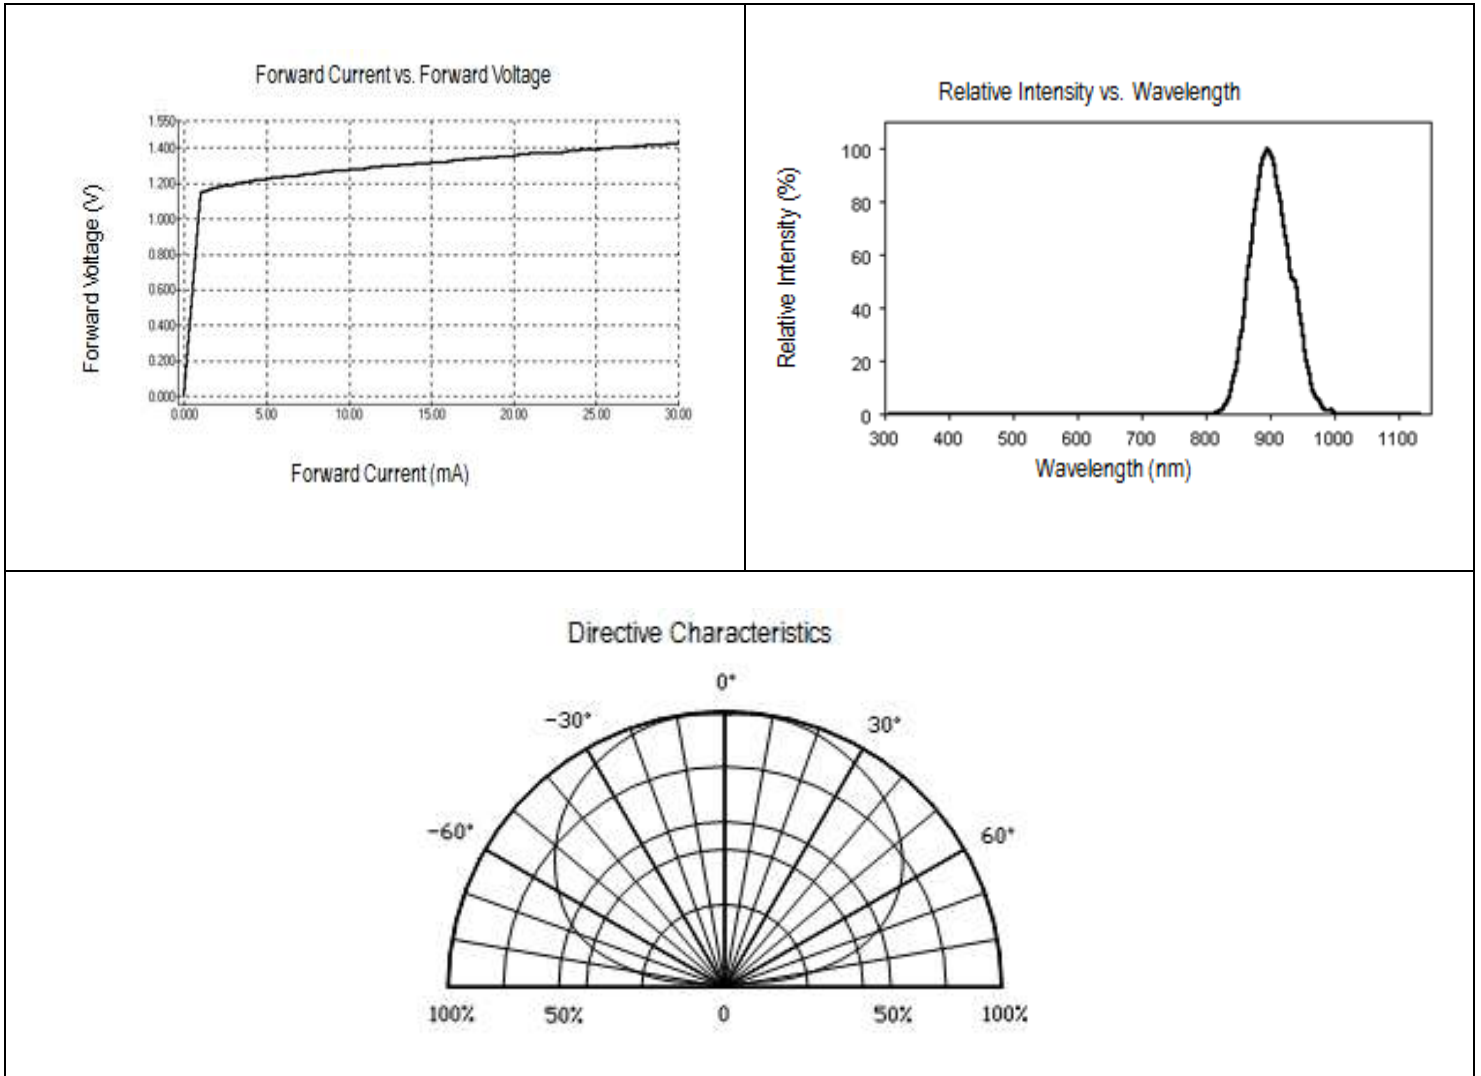 Forward Current vs. Forward Voltage
1.550
1.400
1.200
1.000
0.800
0.600
0.400
0.200
0.000
0.000 5.00 10.00 15.00 20.00 25.00 30.00
Forward Voltage (V)
Forward Current (mA)
Relative Intensity vs. Wavelength
100
80
60
40
20
0
300 400 500 600 700 800 900 1000 1100
Relative Intensity (%)
Wavelength (nm)
Directive Characteristics
0°
-30° 30°
-60° 60°
100% 50% 0 50% 100%